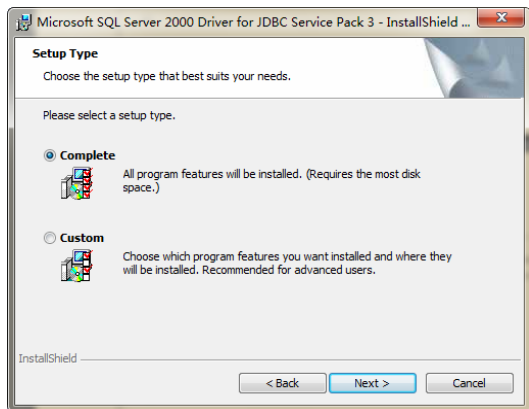 Microsoft SQL Server 2000 Driver for JDBC Service Pack 3 - InstallShield ...
Setup Type
Choose the setup type that best suits your needs.
Please select a setup type.
Complete
All program features will be installed. (Requires the most disk
space.)
Custom
Choose which program features you want installed and where they
will be installed. Recommended for advanced users.
InstallShield
< Back
Next >
Cancel